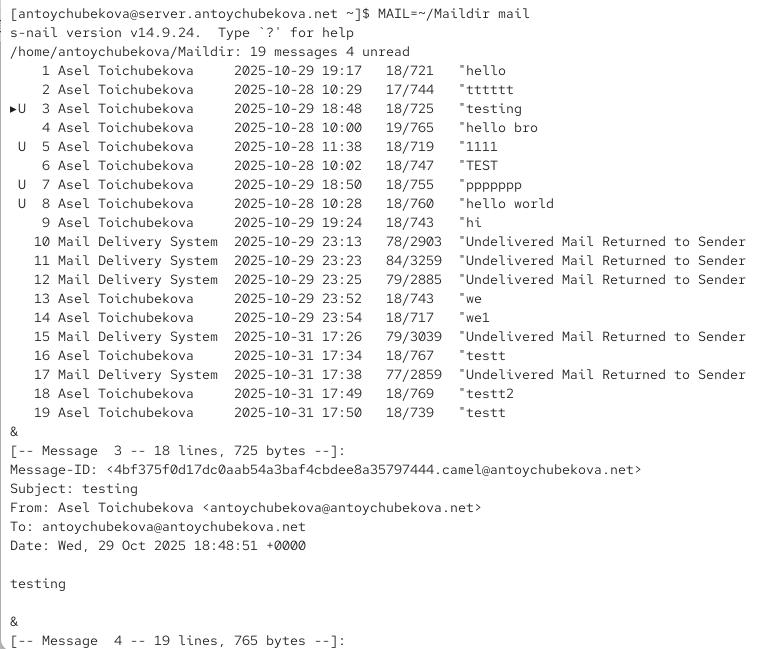 [antoychubekova@server.antoychubekova.net ~]$ MAIL=~/Maildir mail
s-nail version v14.9.24.  Type `?' for help
/home/antoychubekova/Maildir: 19 messages 4 unread
    1 Asel Toichubekova     2025-10-29 19:17   18/721   "hello
    2 Asel Toichubekova     2025-10-28 10:29   17/744   "tttttt
▸U  3 Asel Toichubekova     2025-10-29 18:48   18/725   "testing
    4 Asel Toichubekova     2025-10-28 10:00   19/765   "hello bro
 U  5 Asel Toichubekova     2025-10-28 11:38   18/719   "1111
    6 Asel Toichubekova     2025-10-28 10:02   18/747   "TEST
 U  7 Asel Toichubekova     2025-10-29 18:50   18/755   "ppppppp
 U  8 Asel Toichubekova     2025-10-28 10:28   18/760   "hello world
    9 Asel Toichubekova     2025-10-29 19:24   18/743   "hi
   10 Mail Delivery System  2025-10-29 23:13   78/2903  "Undelivered Mail Returned to Sender
   11 Mail Delivery System  2025-10-29 23:23   84/3259  "Undelivered Mail Returned to Sender
   12 Mail Delivery System  2025-10-29 23:25   79/2885  "Undelivered Mail Returned to Sender
   13 Asel Toichubekova     2025-10-29 23:52   18/743   "we
   14 Asel Toichubekova     2025-10-29 23:54   18/717   "we1
   15 Mail Delivery System  2025-10-31 17:26   79/3039  "Undelivered Mail Returned to Sender
   16 Asel Toichubekova     2025-10-31 17:34   18/767   "testt
   17 Mail Delivery System  2025-10-31 17:38   77/2859  "Undelivered Mail Returned to Sender
   18 Asel Toichubekova     2025-10-31 17:49   18/769   "testt2
   19 Asel Toichubekova     2025-10-31 17:50   18/739   "testt
&
[-- Message  3 -- 18 lines, 725 bytes --]:
Message-ID: <4bf375f0d17dc0aab54a3baf4cbdee8a35797444.camel@antoychubekova.net>
Subject: testing
From: Asel Toichubekova <antoychubekova@antoychubekova.net>
To: antoychubekova@antoychubekova.net
Date: Wed, 29 Oct 2025 18:48:51 +0000

testing

&
[-- Message  4 -- 19 lines, 765 bytes --]: